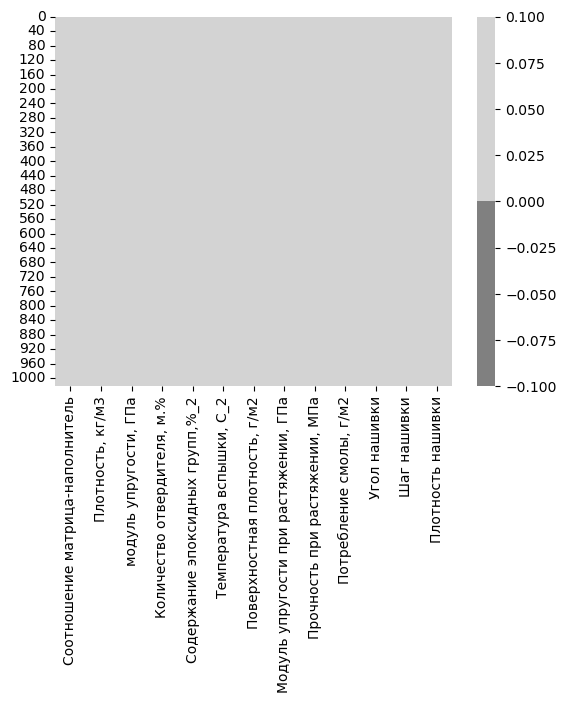 0
40
80
120
160
200
240
280
320
360
400
440
480
520
560
600
640
680
720
760
800
840
880
920
960
1000
0.100
0.075
0.050
0.025
0.000
−0.025
−0.050
−0.075
−0.100
Соотношение матрица-наполнитель
Плотность, кг/м3
модуль упругости, ГПа
Количество отвердителя, м.%
Содержание эпоксидных групп,%_2
Температура вспышки, С_2
Поверхностная плотность, г/м2
Модуль упругости при растяжении, ГПа
Прочность при растяжении, МПа
Потребление смолы, г/м2
Угол нашивки
Шаг нашивки
Плотность нашивки